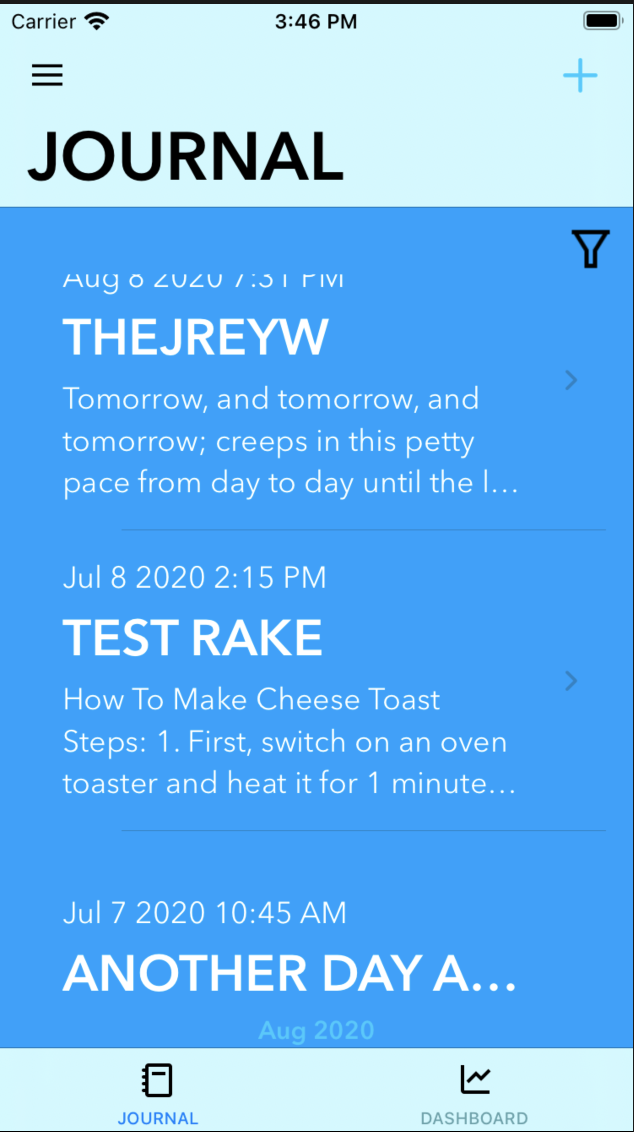 Carrier 3:46 PM
JOURNAL
Aug 8 2020 7:31 PM
THEJREYW
Tomorrow, and tomorrow, and
tomorrow; creeps in this petty
pace from day to day until the l...
Jul 8 2020 2:15 PM
TEST RAKE
How To Make Cheese Toast
Steps: 1. First, switch on an oven
toaster and heat it for 1 minute...
Jul 7 2020 10:45 AM
ANOTHER DAY A...
Aug 2020
JOURNAL DASHBOARD